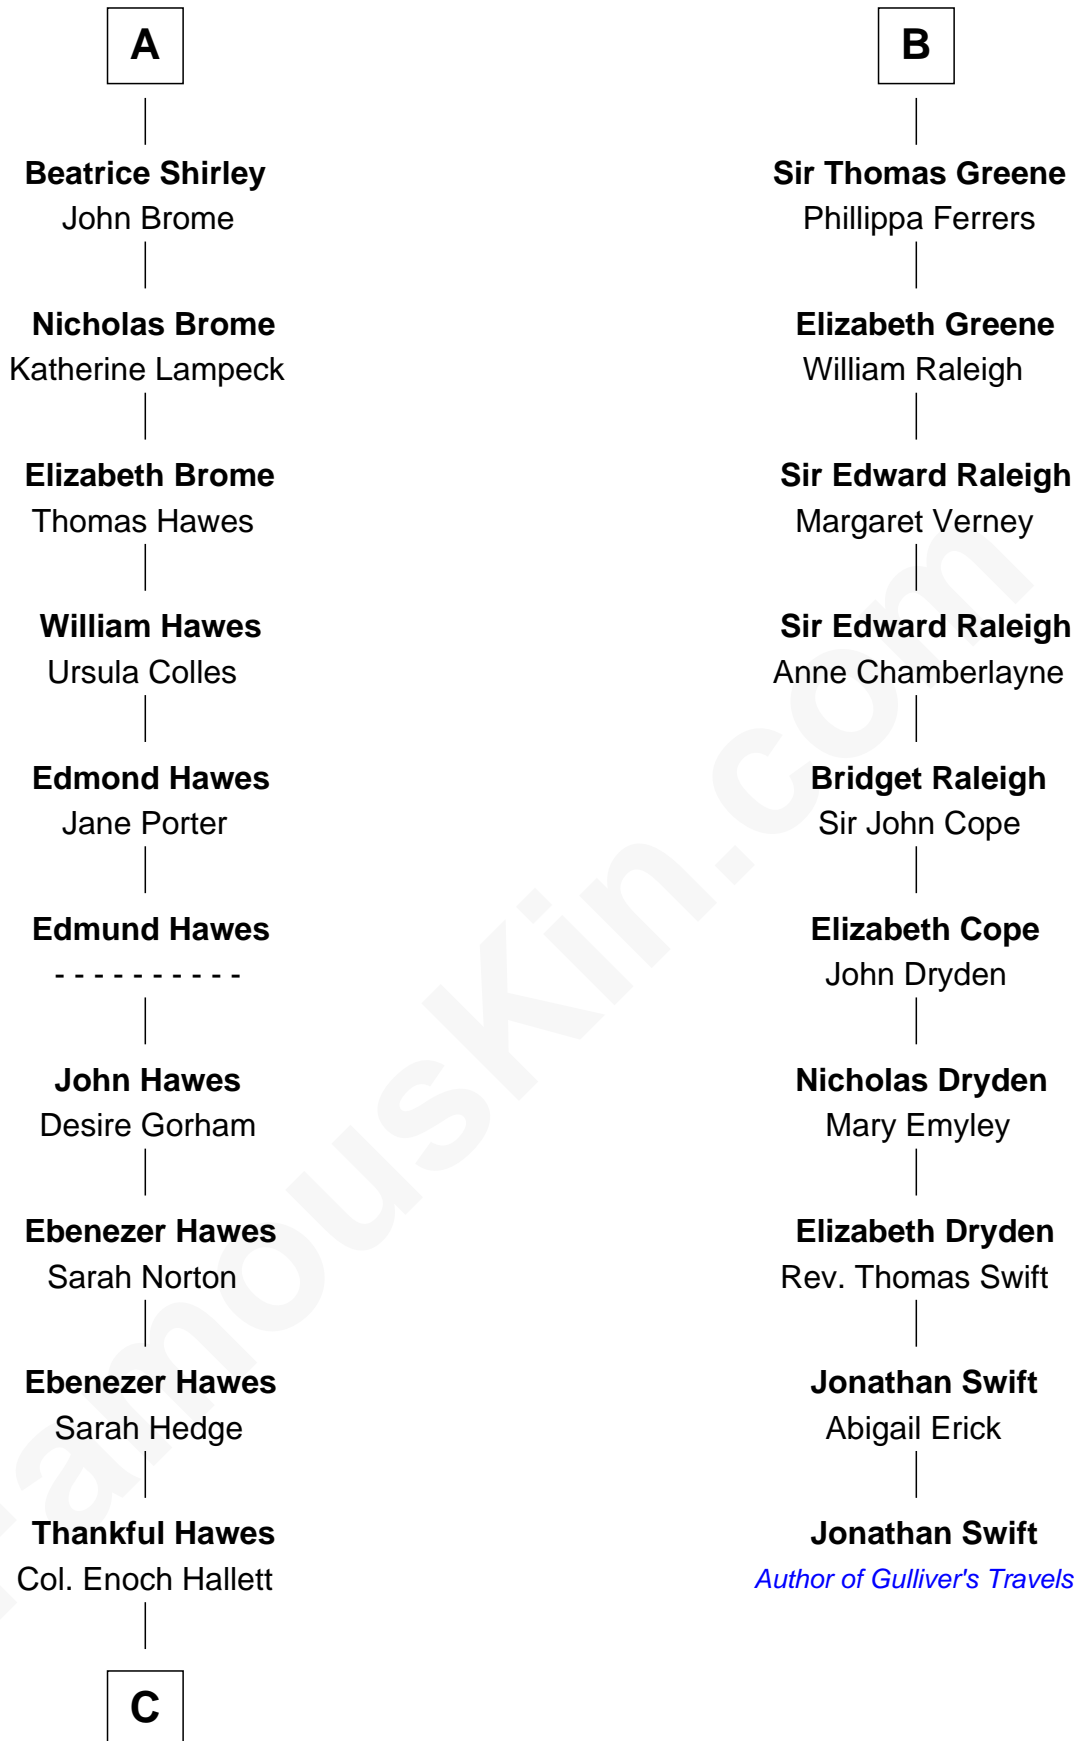 A
Beatrice Shirley
John Brome
Nicholas Brome
Katherine Lampeck
Elizabeth Brome
Thomas Hawes
William Hawes
Ursula Colles
Edmond Hawes
Jane Porter
Edmund Hawes
- - - - - - - - - -
John Hawes
Desire Gorham
Ebenezer Hawes
Sarah Norton
Ebenezer Hawes
Sarah Hedge
Thankful Hawes
Col. Enoch Hallett
C
B
Sir Thomas Greene
Phillippa Ferrers
Elizabeth Greene
William Raleigh
Sir Edward Raleigh
Margaret Verney
Sir Edward Raleigh
Anne Chamberlayne
Bridget Raleigh
Sir John Cope
Elizabeth Cope
John Dryden
Nicholas Dryden
Mary Emyley
Elizabeth Dryden
Rev. Thomas Swift
Jonathan Swift
Abigail Erick
Jonathan Swift
Author of Gulliver's Travels
FamousKin.com